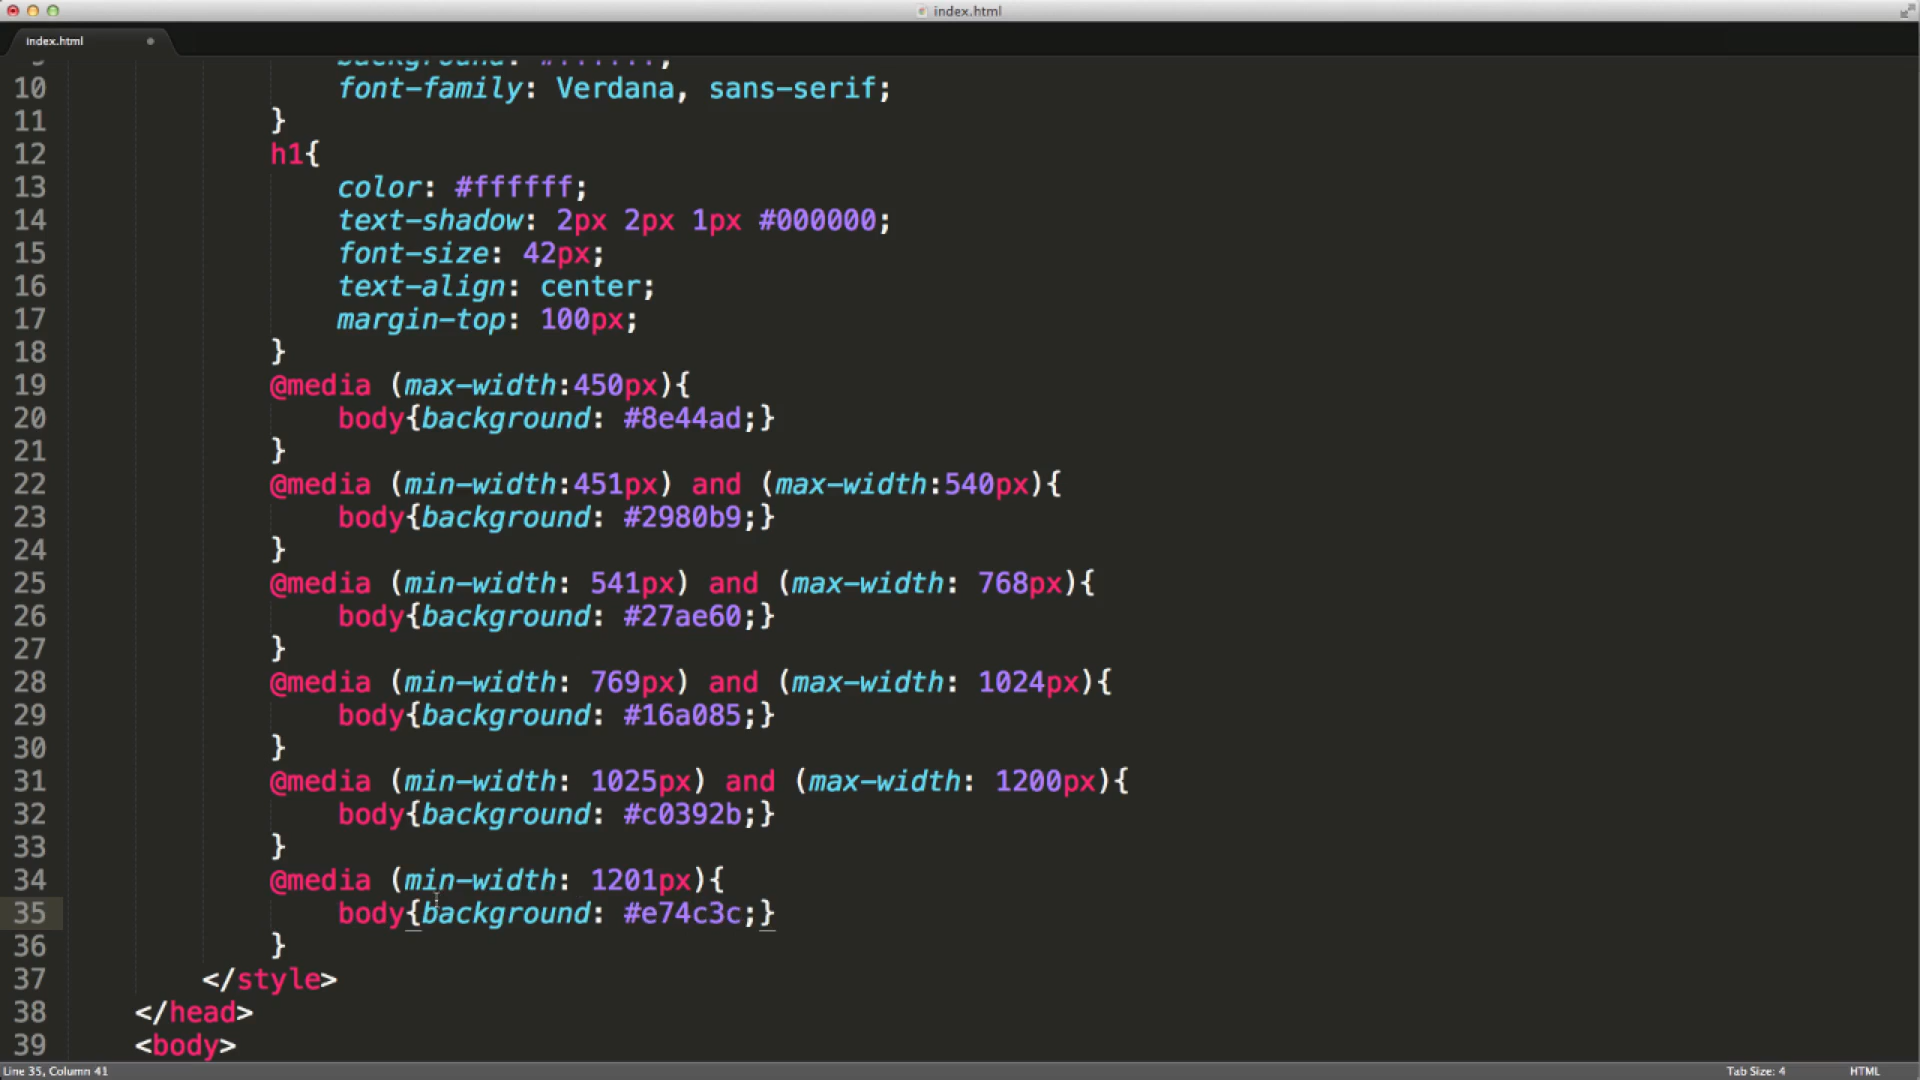 index.html
index.html
9 background: #ffffff;
10 font-family: Verdana, sans-serif;
11 }
12 h1{
13 color: #ffffff;
14 text-shadow: 2px 2px 1px #000000;
15 font-size: 42px;
16 text-align: center;
17 margin-top: 100px;
18 }
19 @media (max-width:450px){
20 body{background: #8e44ad;}
21 }
22 @media (min-width:451px) and (max-width:540px){
23 body{background: #2980b9;}
24 }
25 @media (min-width: 541px) and (max-width: 768px){
26 body{background: #27ae60;}
27 }
28 @media (min-width: 769px) and (max-width: 1024px){
29 body{background: #16a085;}
30 }
31 @media (min-width: 1025px) and (max-width: 1200px){
32 body{background: #c0392b;}
33 }
34 @media (min-width: 1201px){
35 body{background: #e74c3c;}
36 }
37 </style>
38 </head>
39 <body>
Line 35, Column 41 Tab Size: 4 HTML